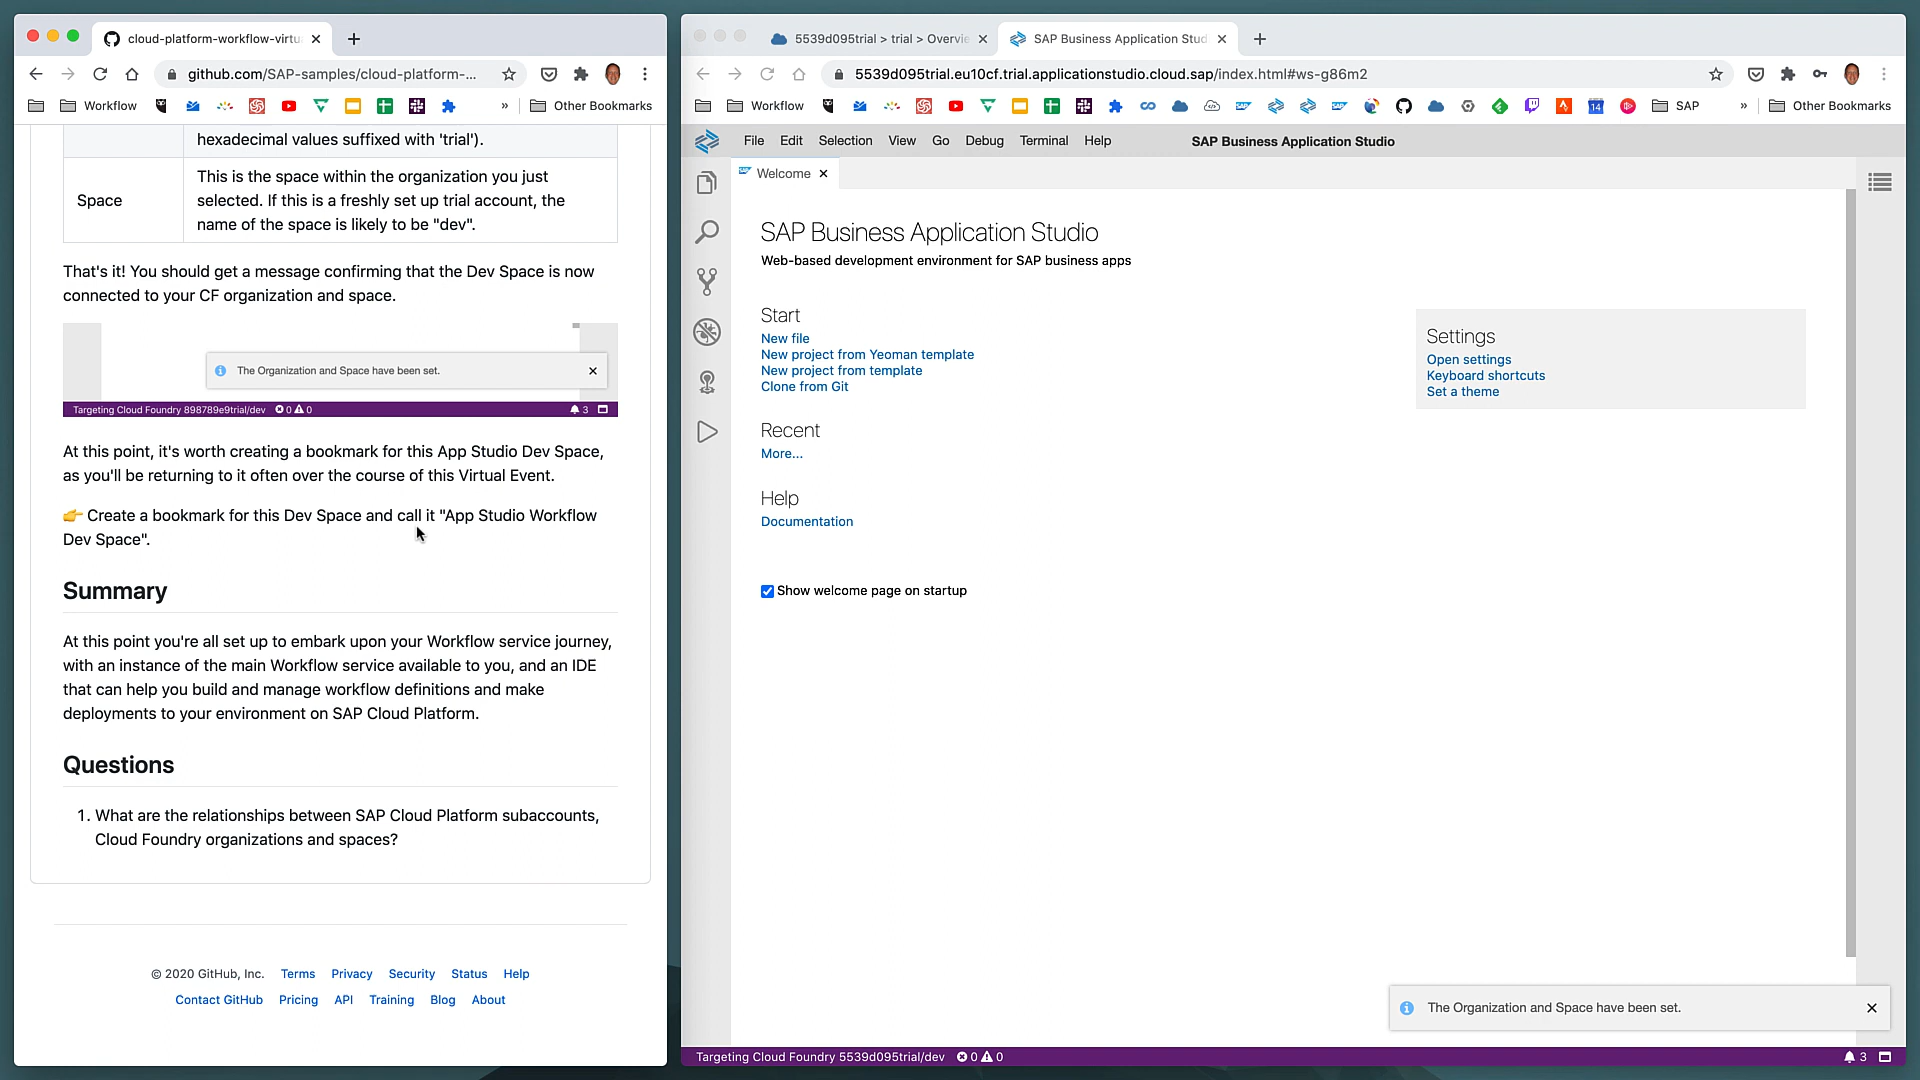 cloud-platform-workflow-virtu
github.com/SAP-samples/cloud-platform-...
Workflow
»
Other Bookmarks
hexadecimal values suffixed with 'trial').
Space
This is the space within the organization you just
selected. If this is a freshly set up trial account, the
name of the space is likely to be "dev".
That's it! You should get a message confirming that the Dev Space is now
connected to your CF organization and space.
The Organization and Space have been set.
Targeting Cloud Foundry 898789e9trial/dev 0 0 3
At this point, it's worth creating a bookmark for this App Studio Dev Space,
as you'll be returning to it often over the course of this Virtual Event.
👉 Create a bookmark for this Dev Space and call it "App Studio Workflow
Dev Space".
Summary
At this point you're all set up to embark upon your Workflow service journey,
with an instance of the main Workflow service available to you, and an IDE
that can help you build and manage workflow definitions and make
deployments to your environment on SAP Cloud Platform.
Questions
1. What are the relationships between SAP Cloud Platform subaccounts,
Cloud Foundry organizations and spaces?
© 2020 GitHub, Inc. Terms Privacy Security Status Help
Contact GitHub Pricing API Training Blog About
5539d095trial > trial > Overvie
SAP Business Application Stud
5539d095trial.eu10cf.trial.applicationstudio.cloud.sap/index.html#ws-g86m2
Workflow
14
SAP
»
Other Bookmarks
File Edit Selection View Go Debug Terminal Help
SAP Business Application Studio
Welcome
SAP Business Application Studio
Web-based development environment for SAP business apps
Start
New file
New project from Yeoman template
New project from template
Clone from Git
Settings
Open settings
Keyboard shortcuts
Set a theme
Recent
More...
Help
Documentation
Show welcome page on startup
The Organization and Space have been set.
Targeting Cloud Foundry 5539d095trial/dev 0 0 3